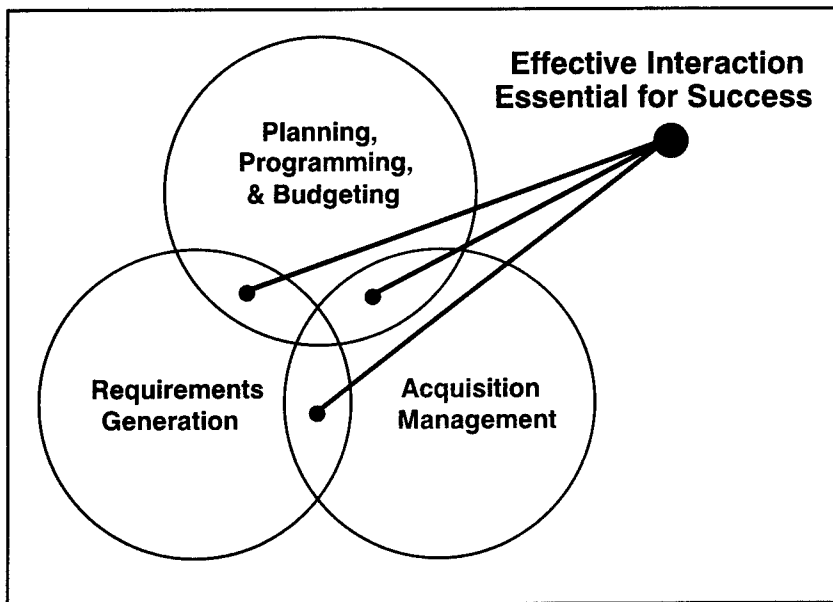 Effective Interaction
Essential for Success
Planning,
Programming,
& Budgeting
Requirements
Generation
Acquisition
Management